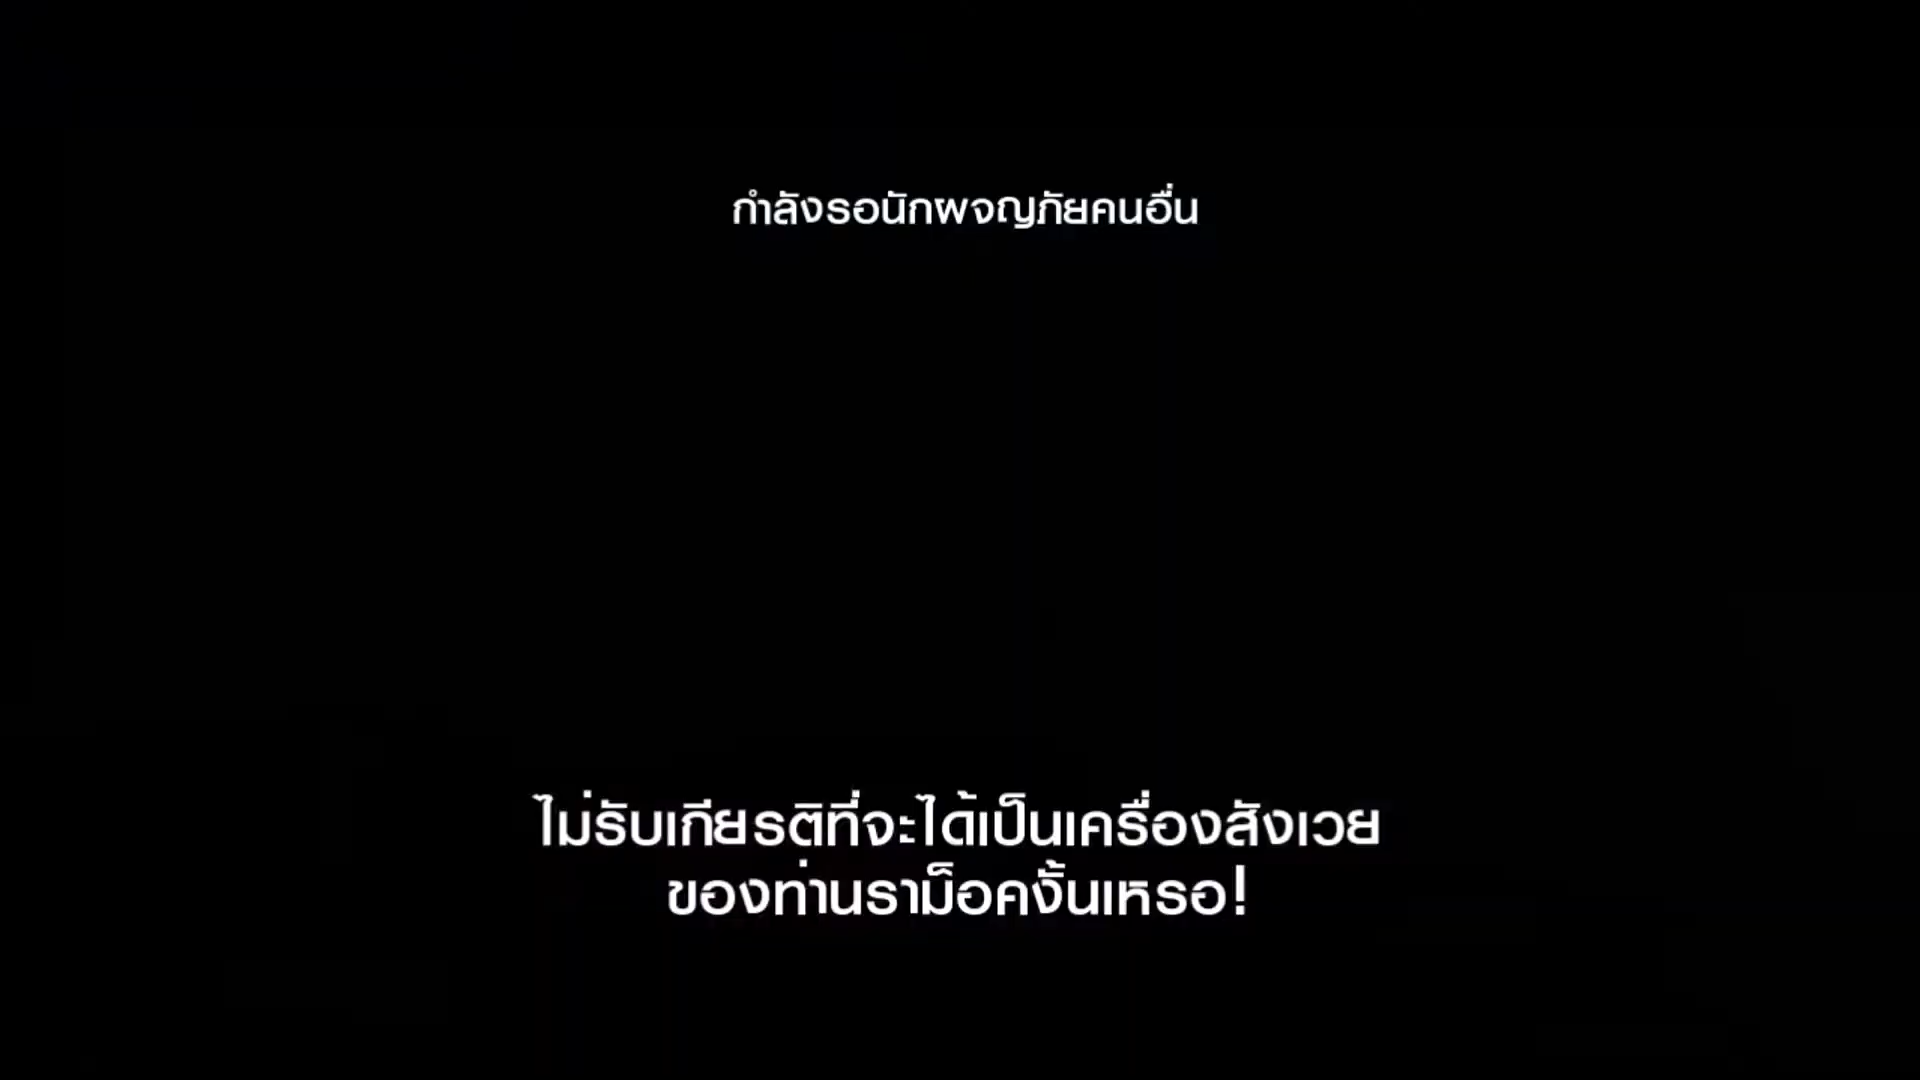 กำลังรอนักผจญภัยคนอื่น
ไม่รับเกียรติที่จะได้เป็นเครื่องสังเวย
ของท่านราม็อคงั้นเหรอ!